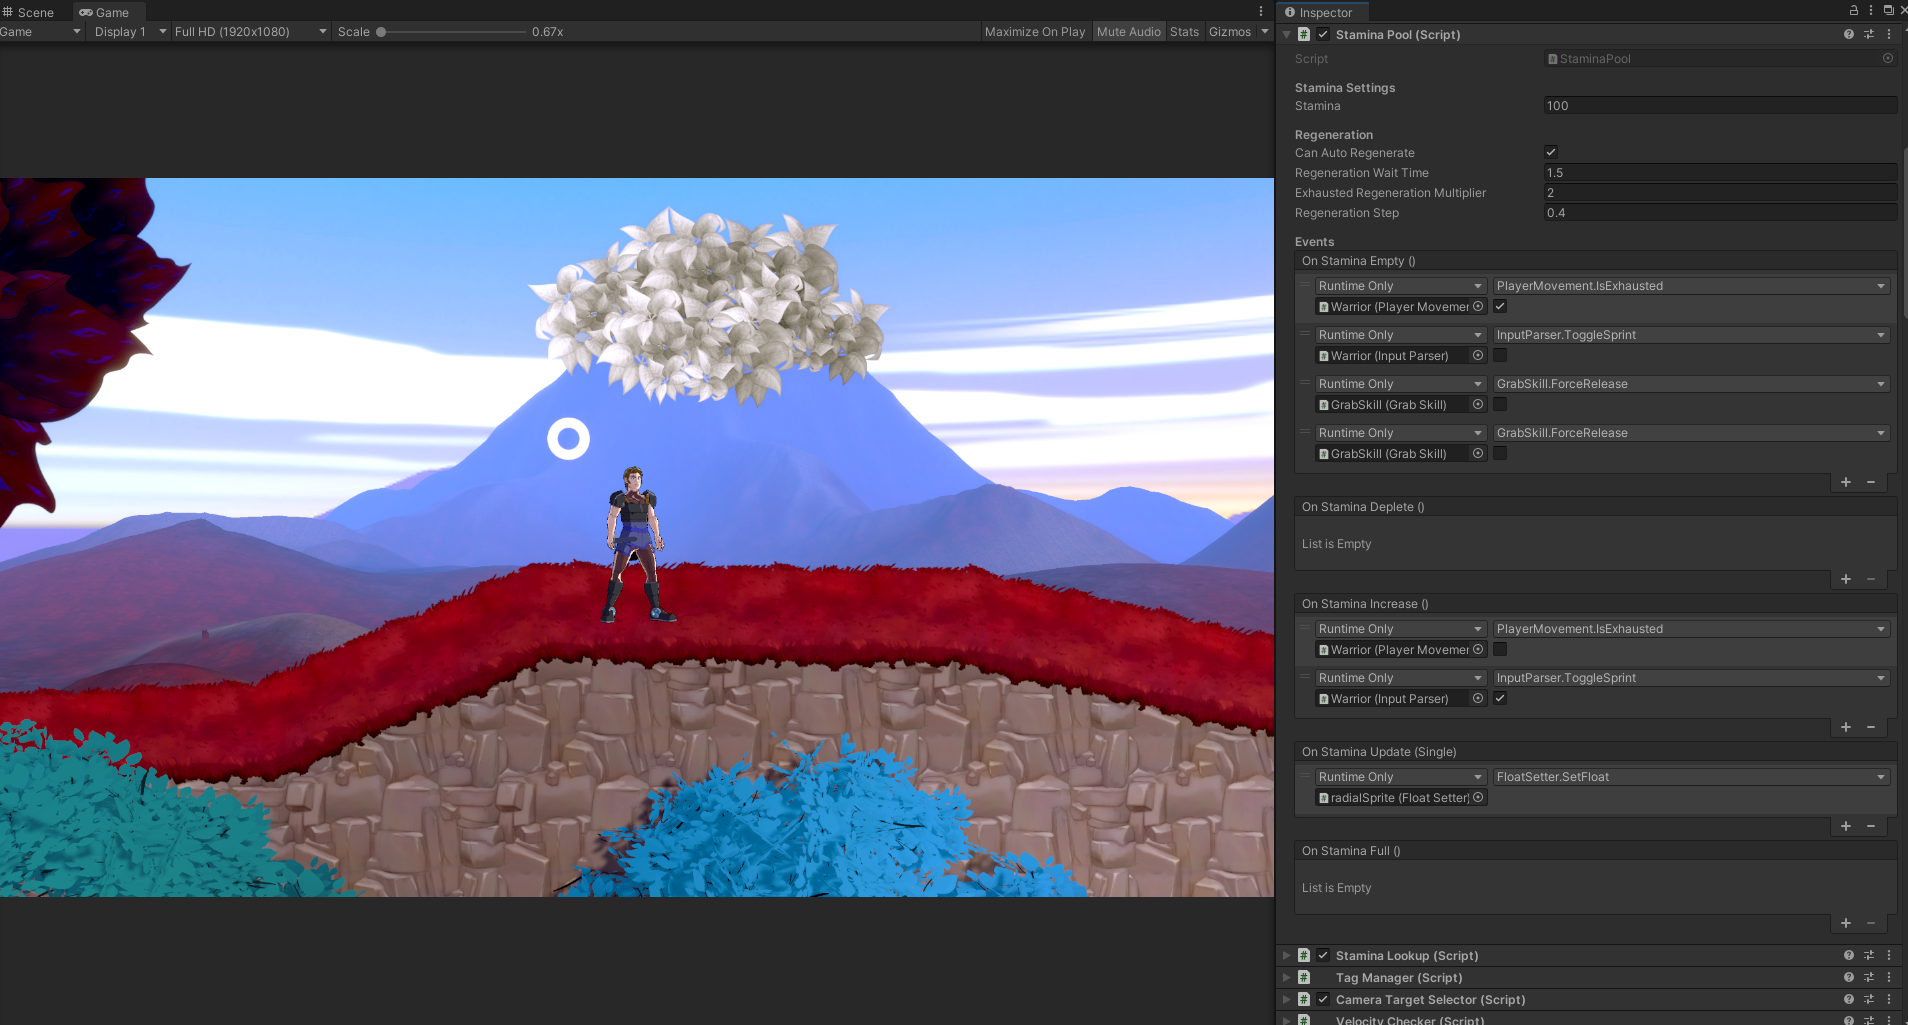 Scene
Game
Game
Display 1
Full HD (1920x1080)
Scale
0.67x
Maximize On Play
Mute Audio
Stats
Gizmos
Inspector
Stamina Pool (Script)
Script
StaminaPool
Stamina Settings
Stamina
100
Regeneration
Can Auto Regenerate
Regeneration Wait Time
1.5
Exhausted Regeneration Multiplier
2
Regeneration Step
0.4
Events
On Stamina Empty ()
Runtime Only
PlayerMovement.IsExhausted
Warrior (Player Movemer
Runtime Only
InputParser.ToggleSprint
Warrior (Input Parser)
Runtime Only
GrabSkill.ForceRelease
GrabSkill (Grab Skill)
Runtime Only
GrabSkill.ForceRelease
GrabSkill (Grab Skill)
On Stamina Deplete ()
List is Empty
On Stamina Increase ()
Runtime Only
PlayerMovement.IsExhausted
Warrior (Player Movemer
Runtime Only
InputParser.ToggleSprint
Warrior (Input Parser)
On Stamina Update (Single)
Runtime Only
FloatSetter.SetFloat
radialSprite (Float Setter)
On Stamina Full ()
List is Empty
Stamina Lookup (Script)
Tag Manager (Script)
Camera Target Selector (Script)
Velocity Checker (Script)